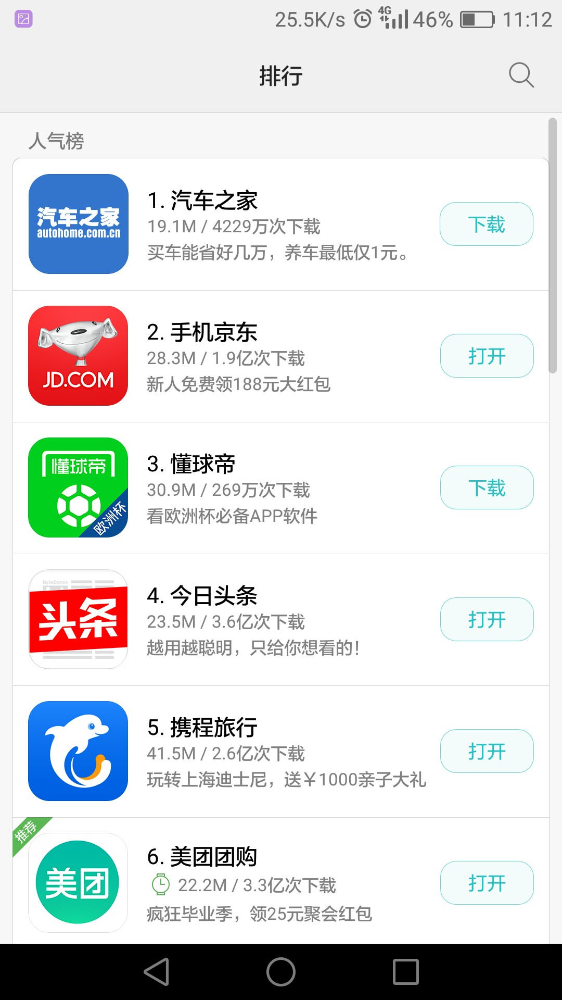 25.5K/s 4G 46% 11:12
排行
人气榜
汽车之家
autohome.com.cn
1. 汽车之家
19.1M / 4229万次下载
买车能省好几万，养车最低仅1元。
下载
JD.COM
2. 手机京东
28.3M / 1.9亿次下载
新人免费领188元大红包
打开
懂球帝
欧洲杯
3. 懂球帝
30.9M / 269万次下载
看欧洲杯必备APP软件
下载
ByteDance
头条
4. 今日头条
23.5M / 3.6亿次下载
越用越聪明，只给你想看的！
打开
5. 携程旅行
41.5M / 2.6亿次下载
玩转上海迪士尼，送￥1000亲子大礼
打开
推荐
美团
6. 美团团购
22.2M / 3.3亿次下载
疯狂毕业季，领25元聚会红包
打开